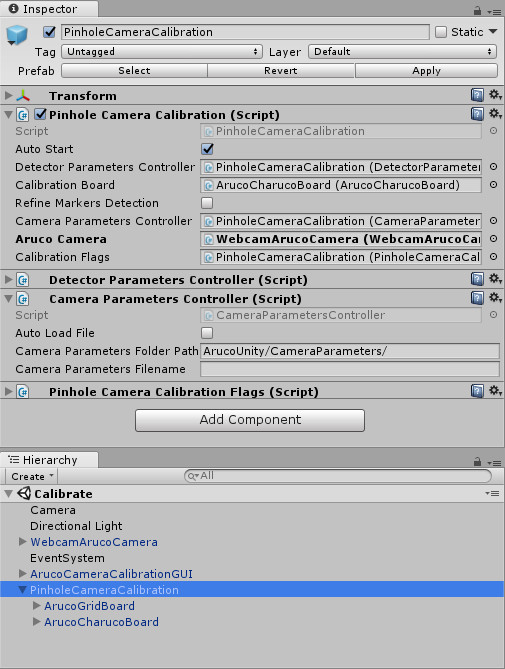 Inspector
PinholeCameraCalibration Static
Tag Untagged Layer Default
Prefab Select Revert Apply
Transform
Pinhole Camera Calibration (Script)
Script PinholeCameraCalibration
Auto Start
Detector Parameters Controller PinholeCameraCalibration (DetectorParameter
Calibration Board ArucoCharucoBoard (ArucoCharucoBoard)
Refine Markers Detection
Camera Parameters Controller PinholeCameraCalibration (CameraParameter
Aruco Camera WebcamArucoCamera (WebcamArucoCa
Calibration Flags PinholeCameraCalibration (PinholeCameraCal
Detector Parameters Controller (Script)
Camera Parameters Controller (Script)
Script CameraParametersController
Auto Load File
Camera Parameters Folder Path ArucoUnity/CameraParameters/
Camera Parameters Filename
Pinhole Camera Calibration Flags (Script)
Add Component
Hierarchy
Create All
Calibrate
Camera
Directional Light
WebcamArucoCamera
EventSystem
ArucoCameraCalibrationGUI
PinholeCameraCalibration
ArucoGridBoard
ArucoCharucoBoard